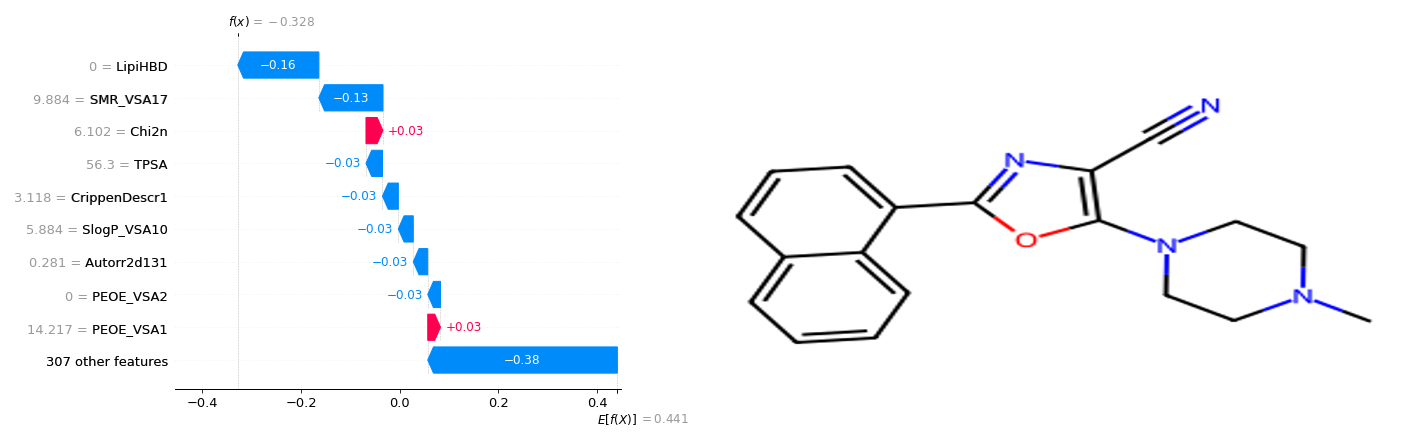 f(x) = −0.328
0 = LipiHBD
−0.16
9.884 = SMR_VSA17
−0.13
6.102 = Chi2n
+0.03
56.3 = TPSA
−0.03
3.118 = CrippenDescr1
−0.03
5.884 = SlogP_VSA10
−0.03
0.281 = Autorr2d131
−0.03
0 = PEOE_VSA2
−0.03
14.217 = PEOE_VSA1
+0.03
307 other features
−0.38
−0.4 −0.2 0.0 0.2 0.4
E[f(X)] = 0.441
N
N
O
N
N